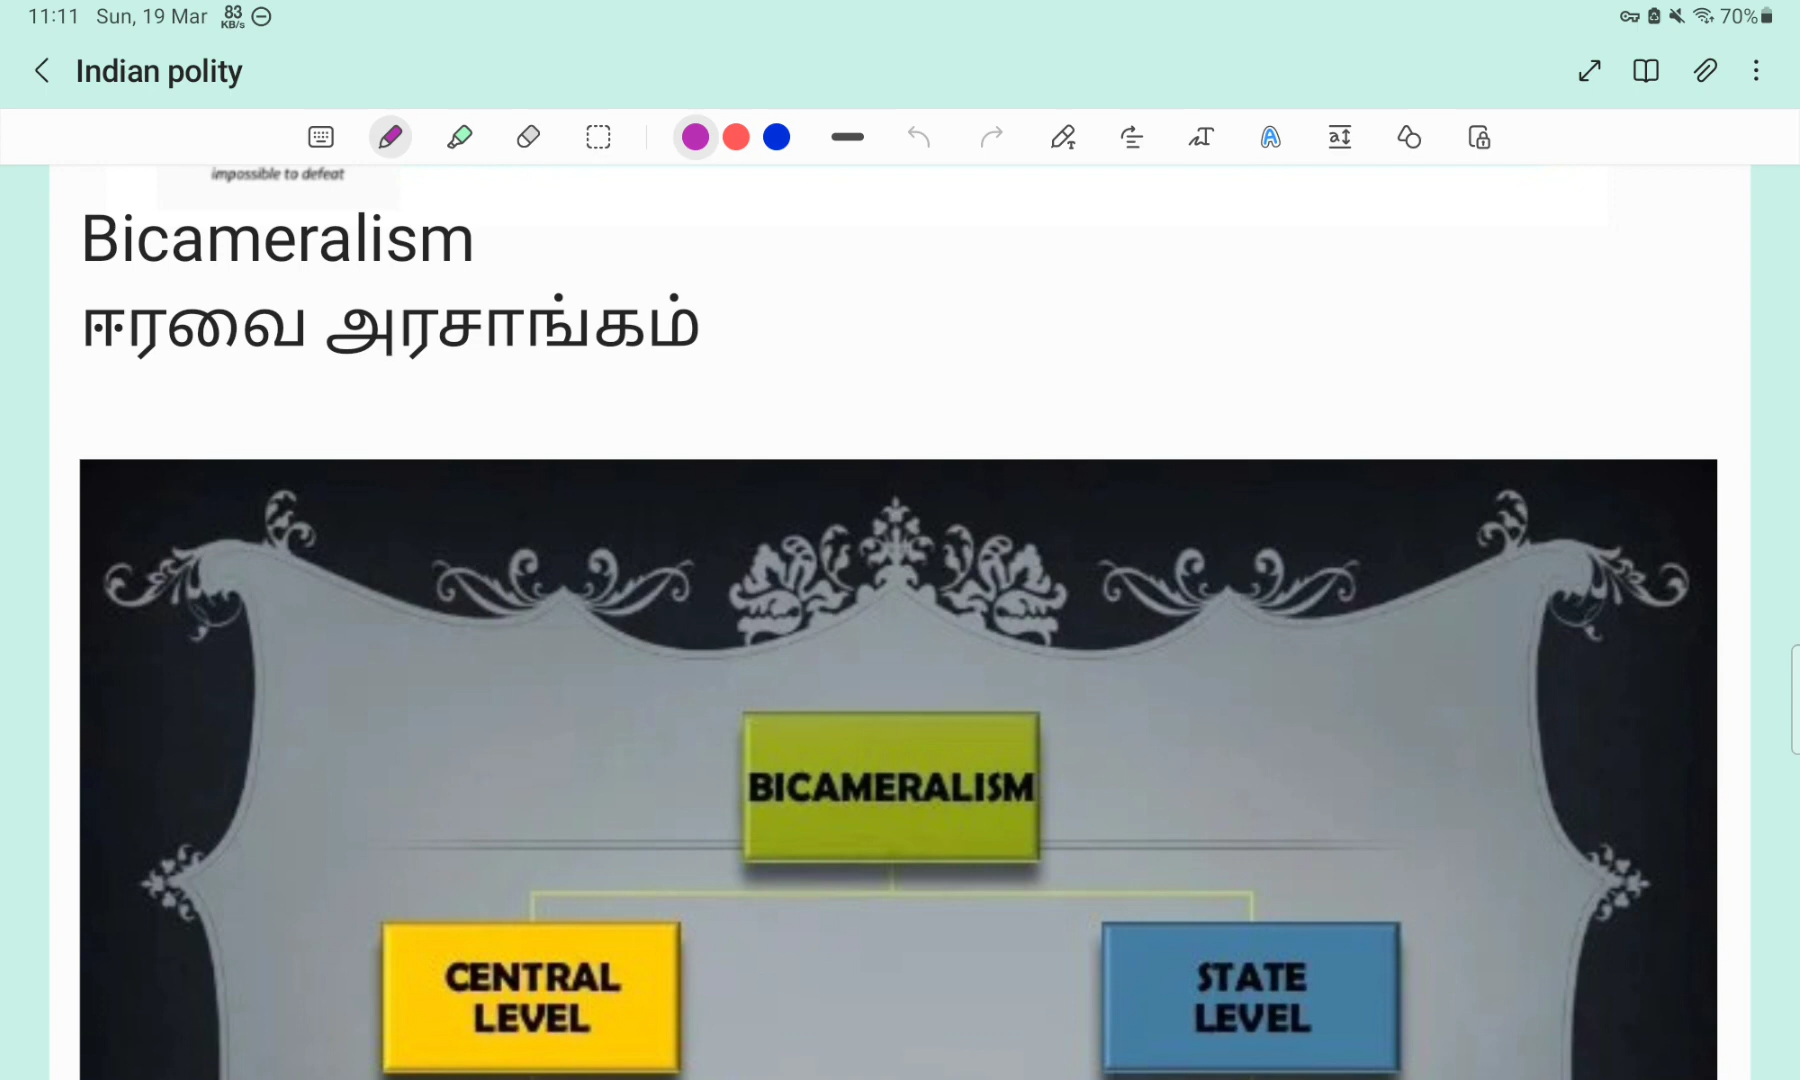 11:11 Sun, 19 Mar 83 KB/s 70%
Indian polity
impossible to defeat
Bicameralism
ஈரவை அரசாங்கம்
BICAMERALISM
CENTRAL
LEVEL
STATE
LEVEL